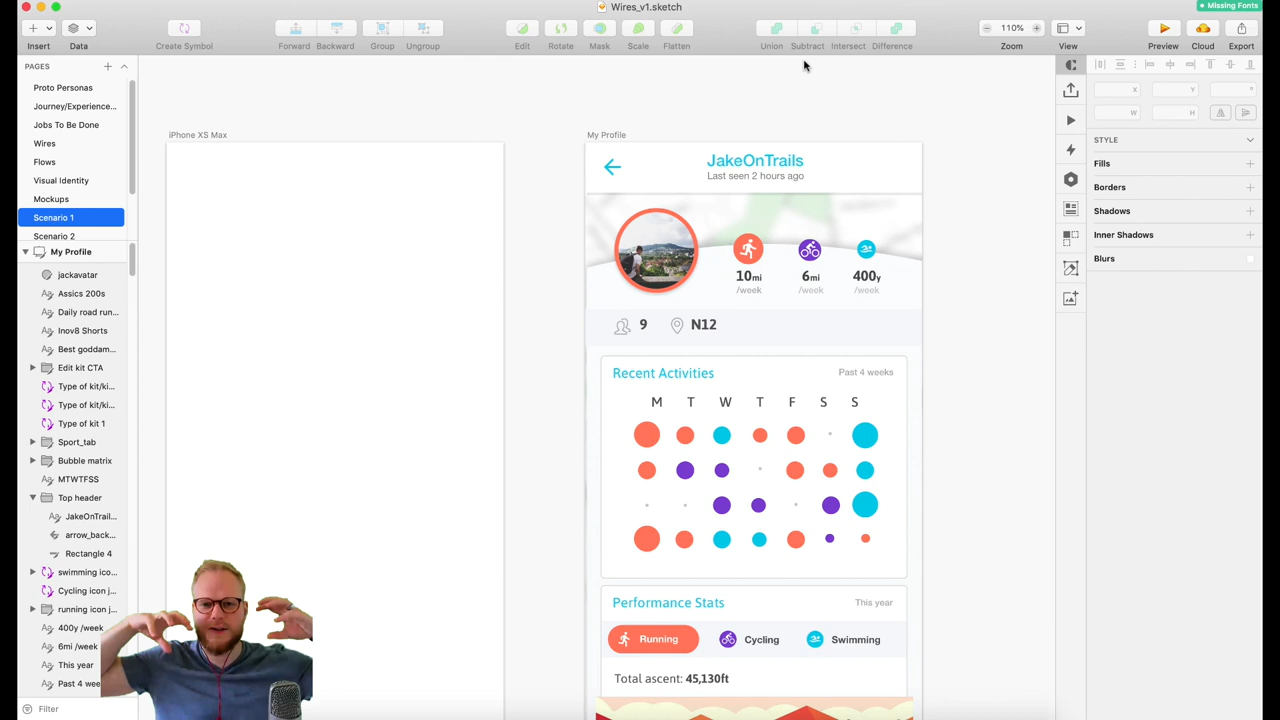 Wires_v1.sketch
Missing Fonts
Insert
Data
Create Symbol
Forward
Backward
Group
Ungroup
Edit
Rotate
Mask
Scale
Flatten
Union
Subtract
Intersect
Difference
110%
Zoom
View
Preview
Cloud
Export
PAGES
Proto Personas
Journey/Experience...
Jobs To Be Done
Wires
Flows
Visual Identity
Mockups
Scenario 1
Scenario 2
My Profile
jackavatar
Assics 200s
Daily road run...
Inov8 Shorts
Best goddam...
Edit kit CTA
Type of kit/ki...
Type of kit/ki...
Type of kit 1
Sport_tab
Bubble matrix
MTWTFSS
Top header
JakeOnTrail...
arrow_back...
Rectangle 4
swimming ico...
Cycling icon j...
running icon j...
400y /week
6mi /week
This year
Past 4 wee
Filter
iPhone XS Max
My Profile
JakeOnTrails
Last seen 2 hours ago
10mi
/week
6mi
/week
400y
/week
9
N12
Recent Activities
Past 4 weeks
M T W T F S S
Performance Stats
This year
Running
Cycling
Swimming
Total ascent: 45,130ft
X
Y
°
W
H
STYLE
Fills
Borders
Shadows
Inner Shadows
Blurs